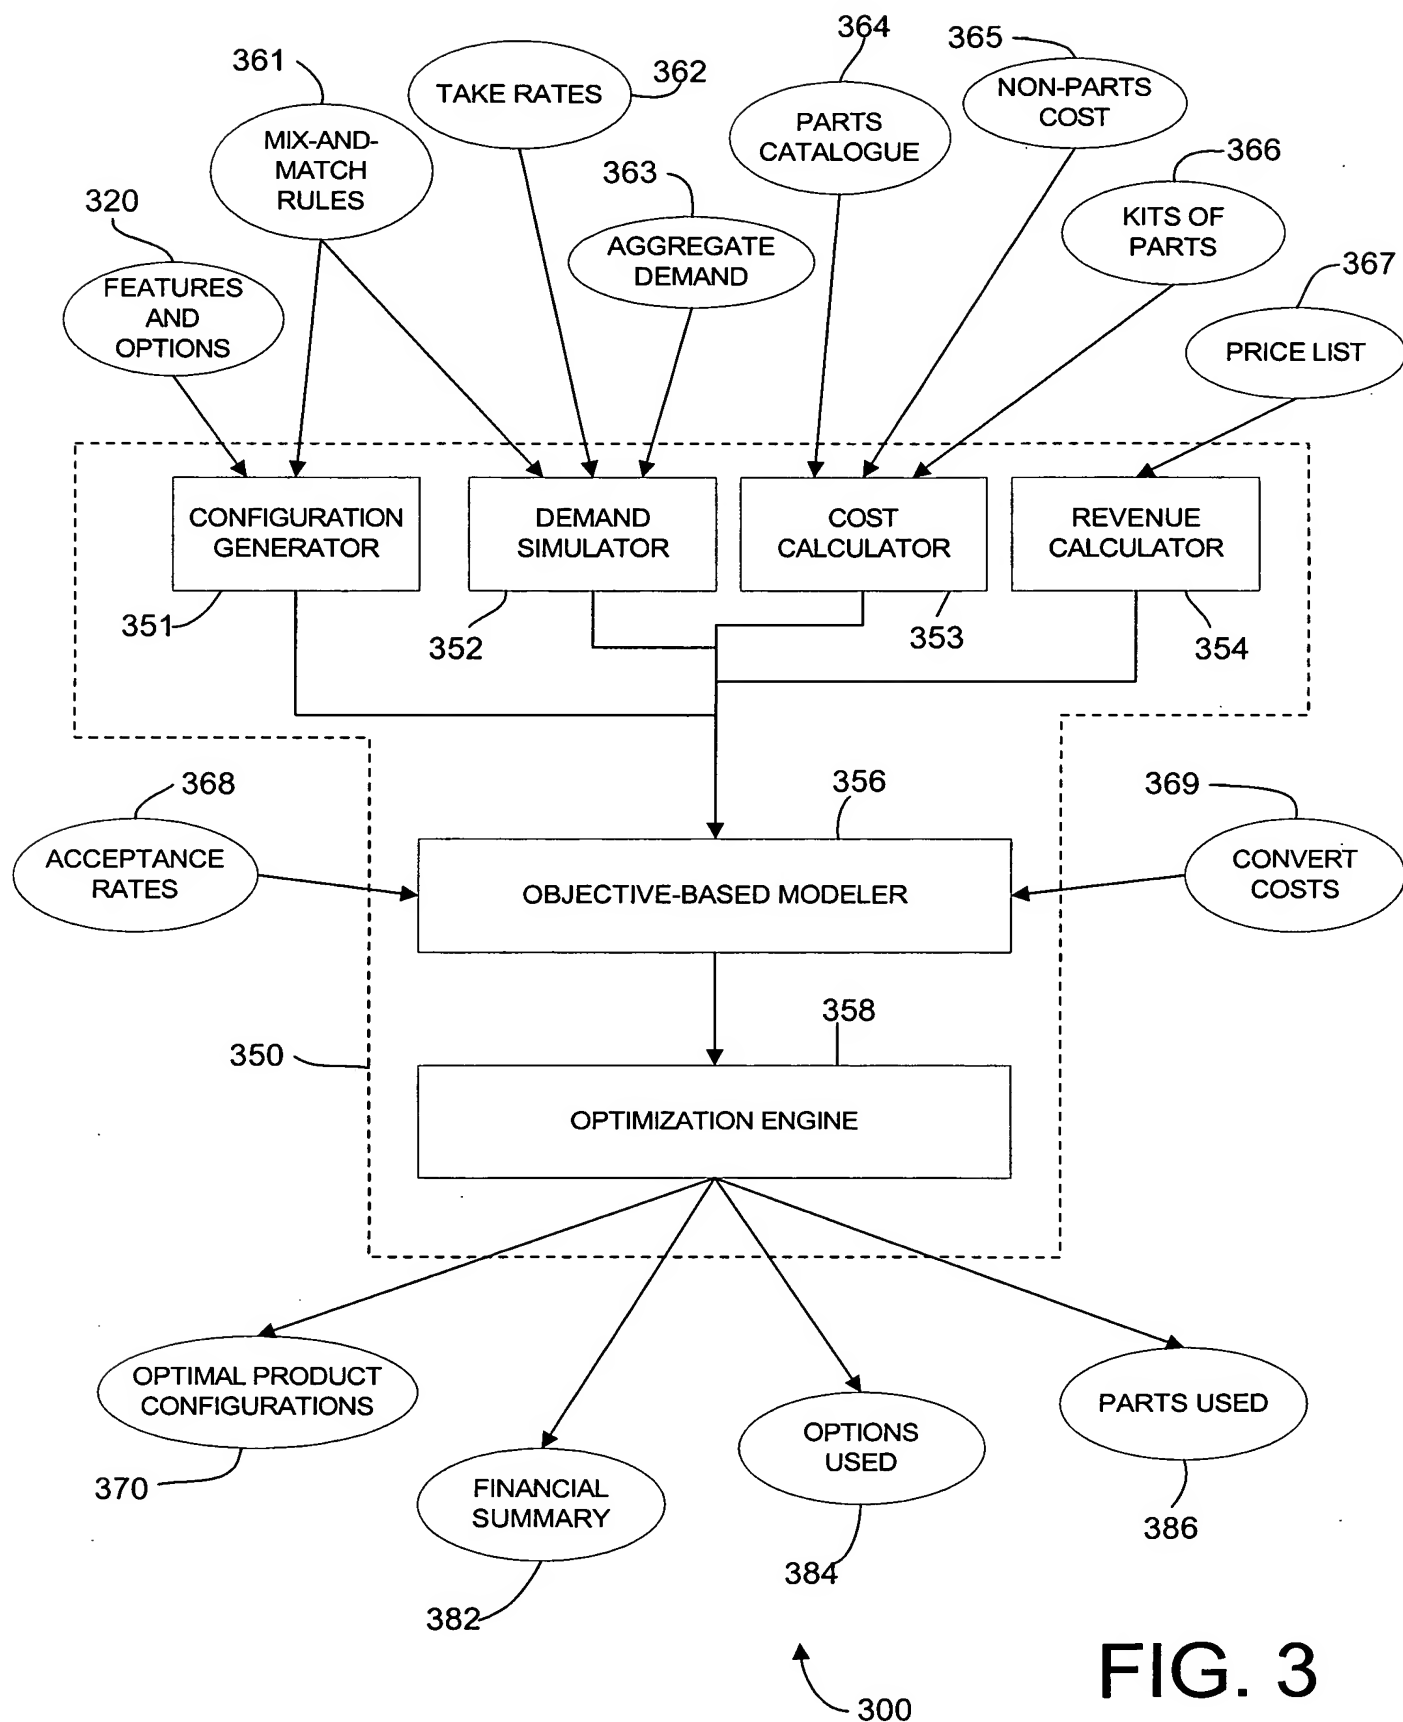 364
365
361
TAKE RATES
362
NON-PARTS
COST
PARTS
CATALOGUE
MIX-AND-
MATCH
RULES
366
363
320
KITS OF
PARTS
AGGREGATE
DEMAND
367
FEATURES
AND
OPTIONS
PRICE LIST
CONFIGURATION
GENERATOR
DEMAND
SIMULATOR
COST
CALCULATOR
REVENUE
CALCULATOR
351
352
353
354
368
356
369
ACCEPTANCE
RATES
OBJECTIVE-BASED MODELER
CONVERT
COSTS
358
350
OPTIMIZATION ENGINE
OPTIMAL PRODUCT
CONFIGURATIONS
PARTS USED
OPTIONS
USED
370
FINANCIAL
SUMMARY
386
384
382
FIG. 3
300